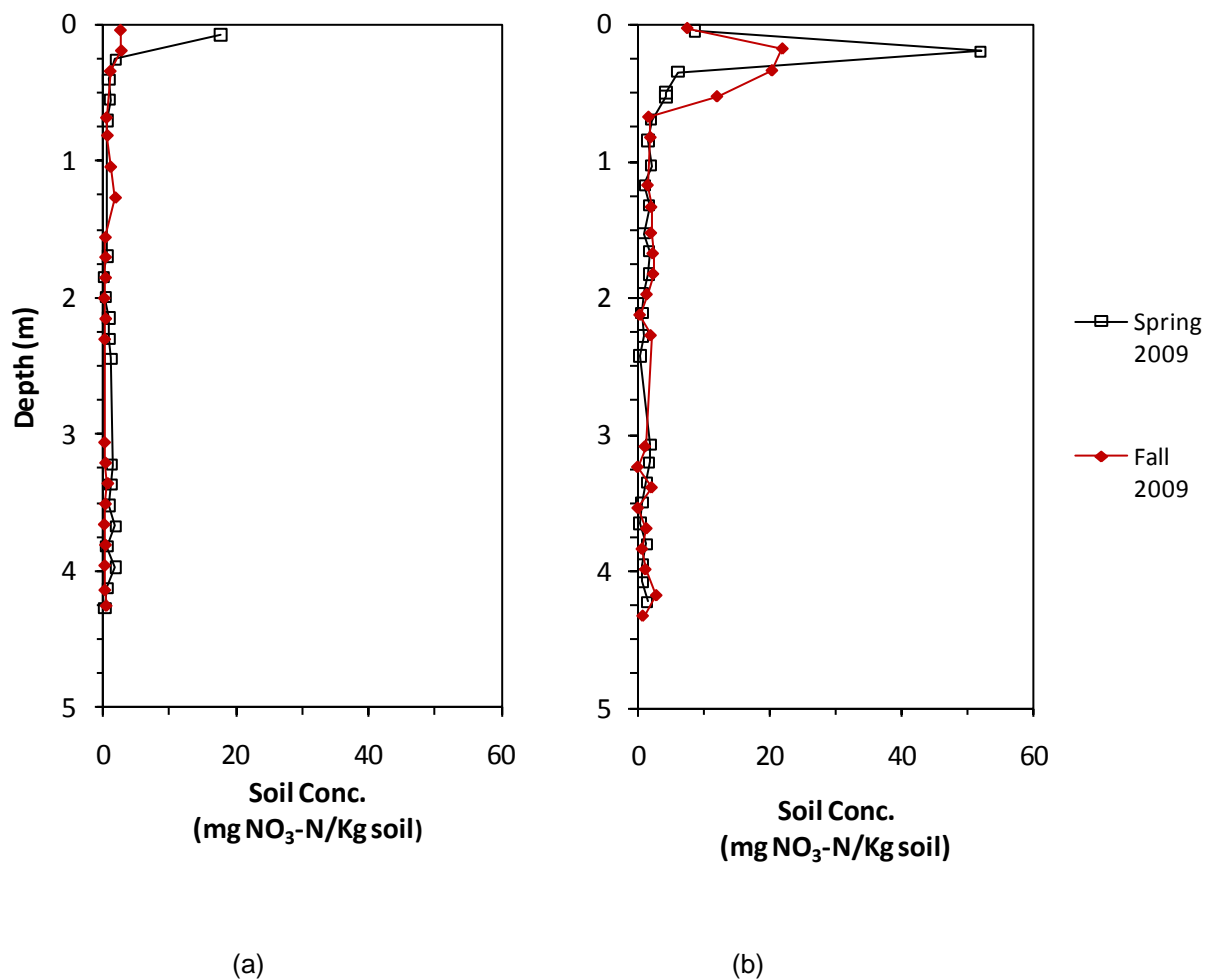 0
1
2
3
4
5
Depth (m)
0 20 40 60
Soil Conc.
(mg NO₃-N/Kg soil)
(a)
0
1
2
3
4
5
0 20 40 60
Soil Conc.
(mg NO₃-N/Kg soil)
(b)
Spring
2009
Fall
2009